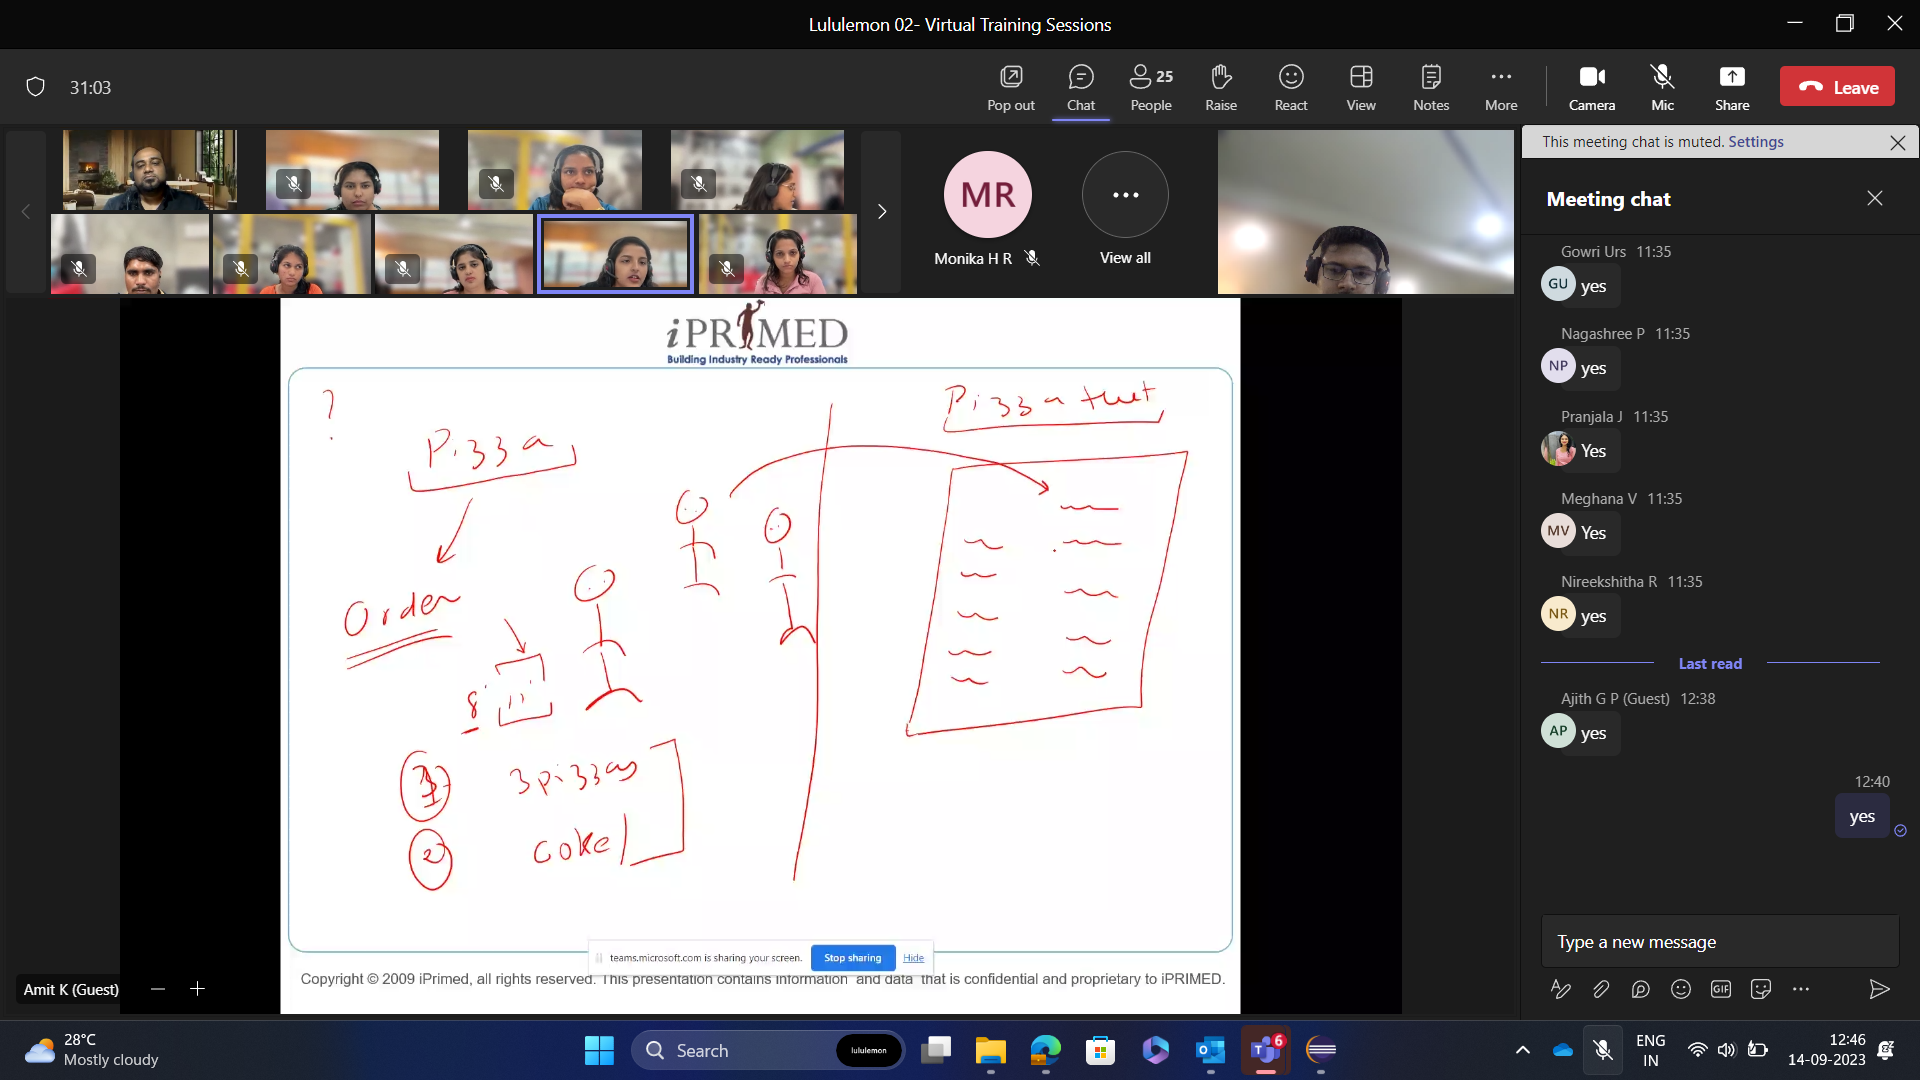 Lululemon 02- Virtual Training Sessions
31:03
Pop out
Chat
25
People
Raise
React
View
Notes
More
Camera
Mic
Share
Leave
MR
Monika H R
View all
This meeting chat is muted. Settings
Meeting chat
Gowri Urs 11:35
GU
yes
Nagashree P 11:35
NP
yes
Pranjala J 11:35
Yes
Meghana V 11:35
MV
Yes
Nireekshitha R 11:35
NR
yes
Last read
Ajith G P (Guest) 12:38
AP
yes
12:40
yes
Type a new message
GIF
iPRIMED
Building Industry Ready Professionals
?
Pizza
Order
8
3 pizzas
2
coke
Pizza Hut
teams.microsoft.com is sharing your screen.
Stop sharing
Hide
Copyright © 2009 iPrimed, all rights reserved. This presentation contains information and data that is confidential and proprietary to iPRIMED.
Amit K (Guest)
28°C
Mostly cloudy
Search
lululemon
6
ENG
IN
12:46
14-09-2023